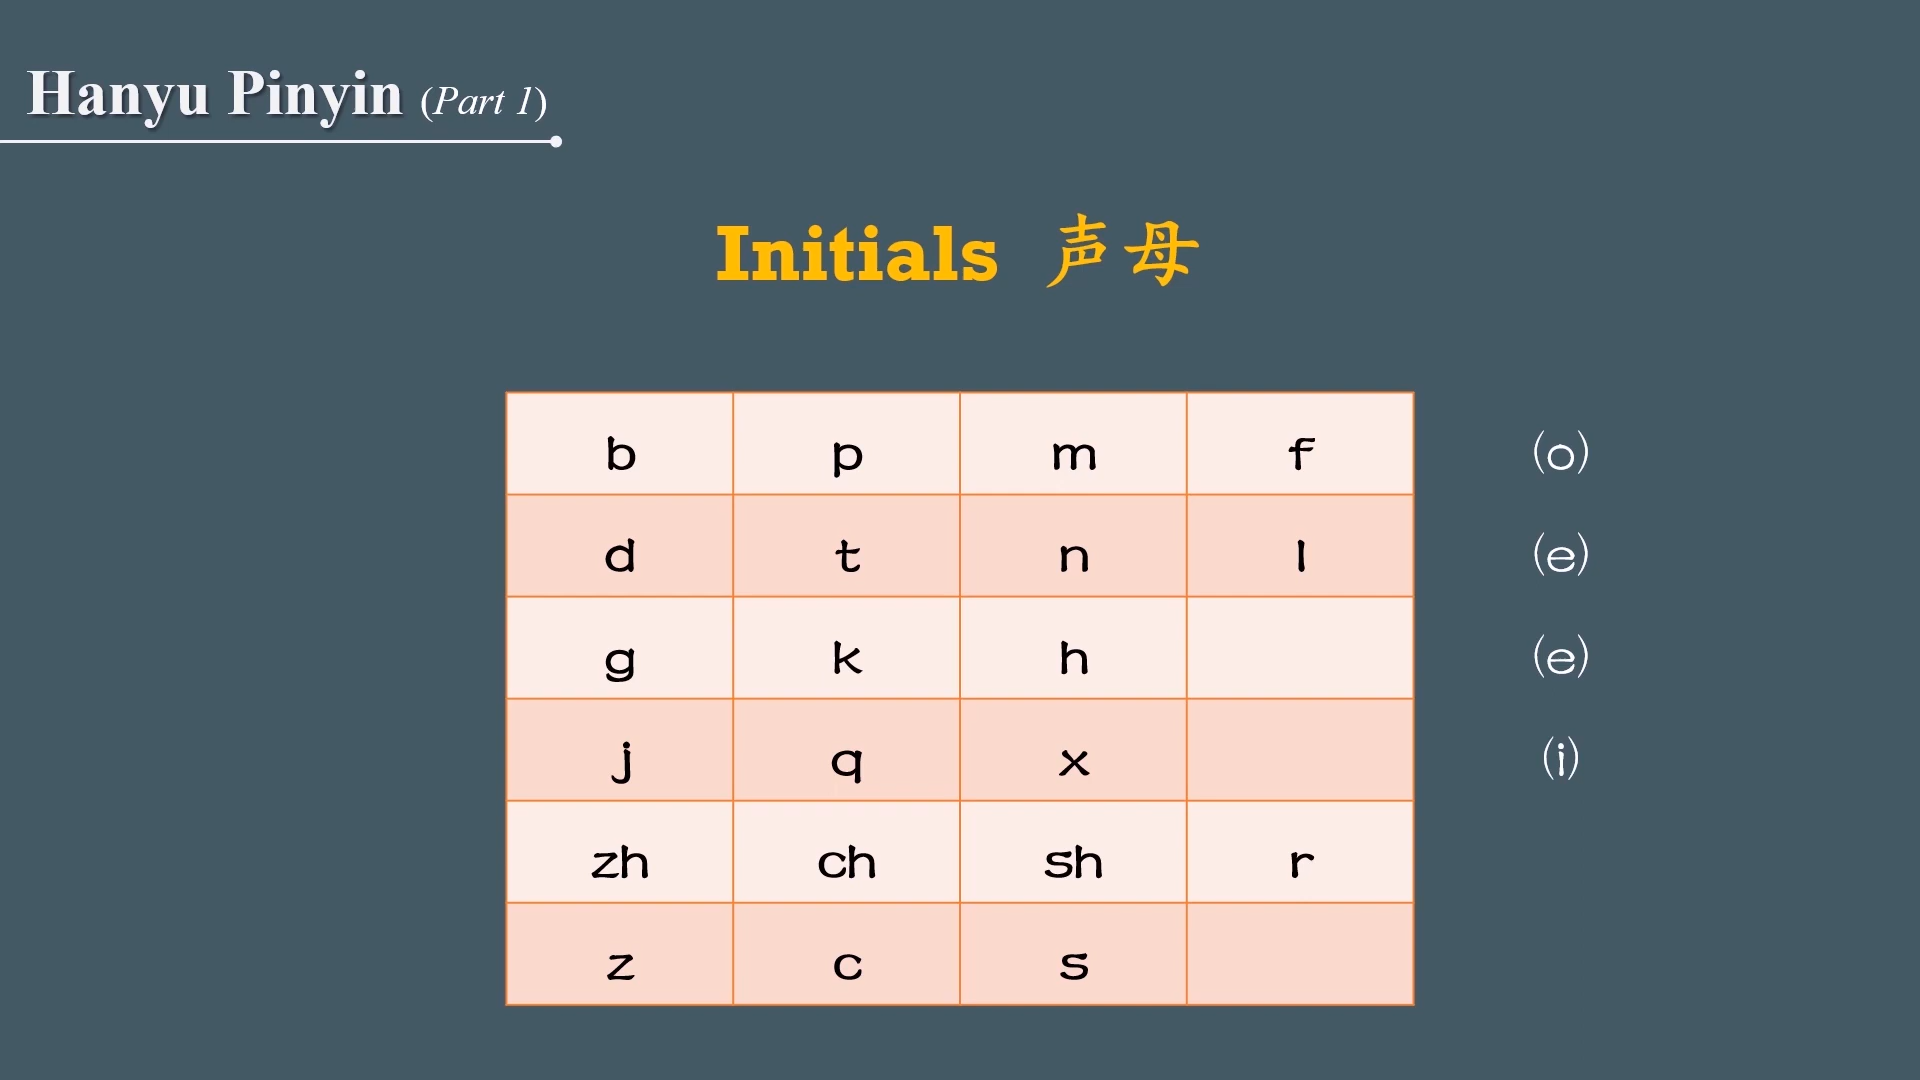 Hanyu Pinyin (Part 1)
Initials 声母
b p m f (o)
d t n l (e)
g k h (e)
j q x (i)
zh ch sh r
z c s